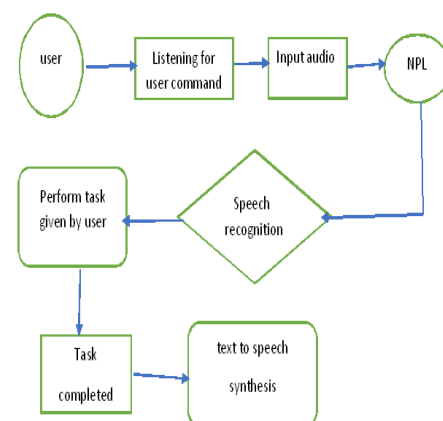 user
Listening for
user command
Input audio
NPL
Speech
recognition
Perform task
given by user
Task
completed
text to speech
synthesis